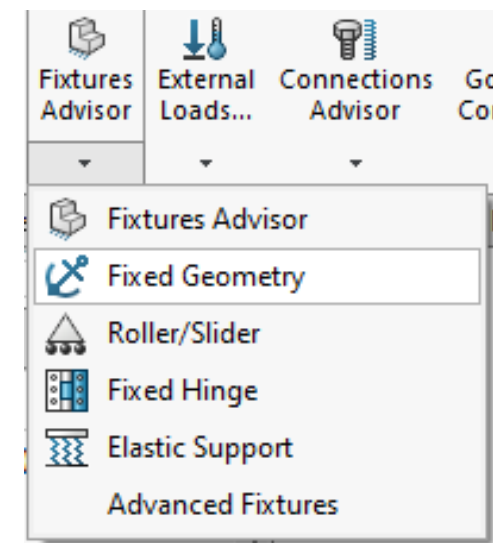 Fixtures External Connections
Advisor Loads... Advisor
Fixtures Advisor
Fixed Geometry
Roller/Slider
Fixed Hinge
Elastic Support
Advanced Fixtures